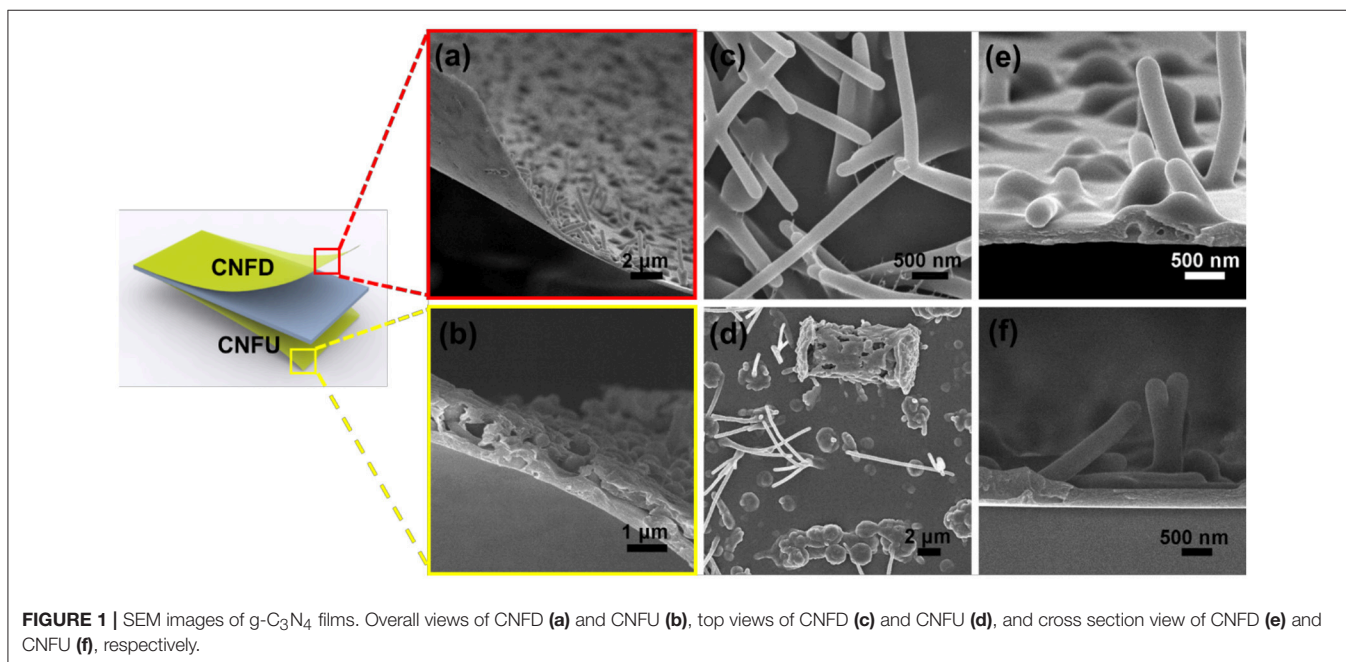 (a)
(c)
(e)
CNFD
2 µm
500 nm
500 nm
CNFU
(b)
(d)
(f)
1 µm
2 µm
500 nm
FIGURE 1 | SEM images of g-C₃N₄ films. Overall views of CNFD (a) and CNFU (b), top views of CNFD (c) and CNFU (d), and cross section view of CNFD (e) and
CNFU (f), respectively.